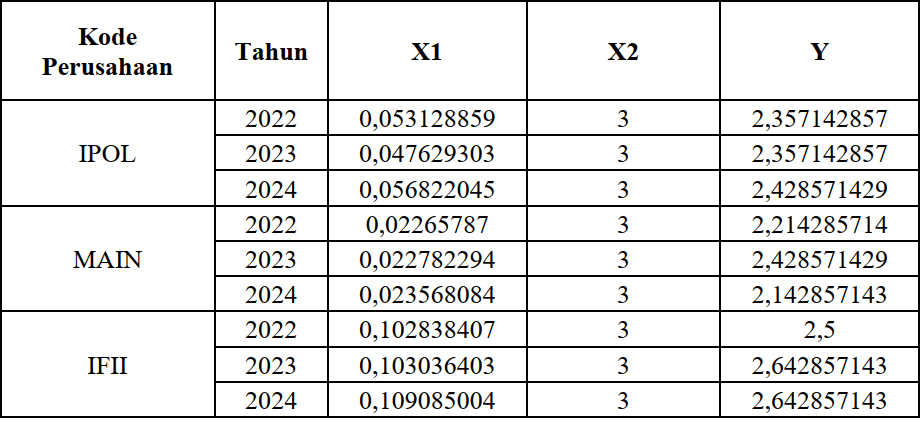 Kode Perusahaan Tahun X1 X2 Y
IPOL 2022 0,053128859 3 2,357142857
2023 0,047629303 3 2,357142857
2024 0,056822045 3 2,428571429
MAIN 2022 0,02265787 3 2,214285714
2023 0,022782294 3 2,428571429
2024 0,023568084 3 2,142857143
IFII 2022 0,102838407 3 2,5
2023 0,103036403 3 2,642857143
2024 0,109085004 3 2,642857143